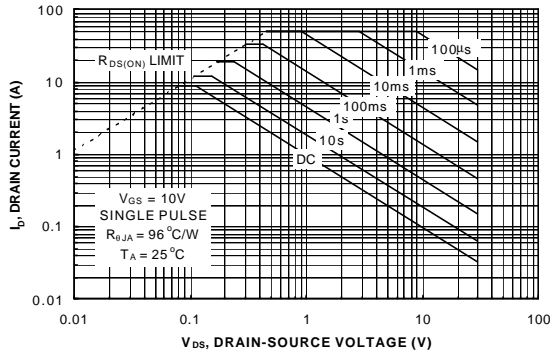 100
10
1
0.1
0.01
I_D, DRAIN CURRENT (A)
R_DS(ON) LIMIT
100μs
1ms
10ms
100ms
1s
10s
DC
V_GS = 10V
SINGLE PULSE
R_θJA = 96 °C/W
T_A = 25 °C
0.01
0.1
1
10
100
V_DS, DRAIN-SOURCE VOLTAGE (V)